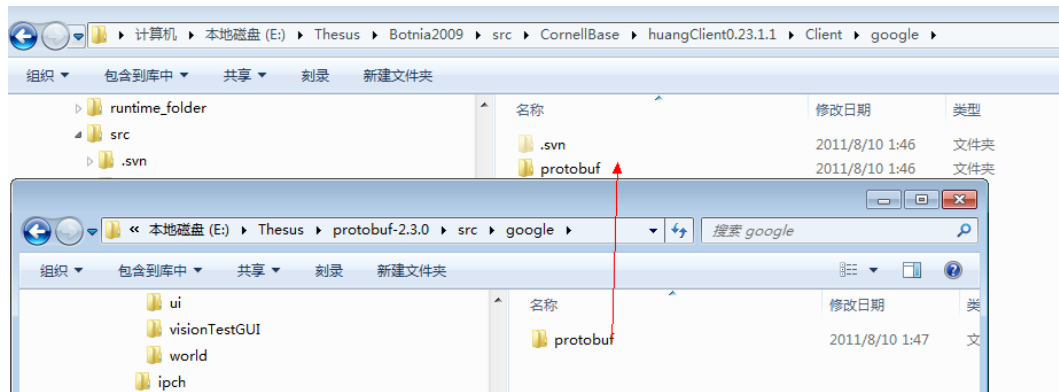 计算机 本地磁盘 (E:) Thesus Botnia2009 src CornellBase huangClient0.23.1.1 Client google
组织 包含到库中 共享 刻录 新建文件夹
runtime_folder
src
.svn
名称 修改日期 类型
.svn 2011/8/10 1:46 文件夹
protobuf 2011/8/10 1:46 文件夹
« 本地磁盘 (E:) Thesus protobuf-2.3.0 src google 搜索 google
组织 包含到库中 共享 刻录 新建文件夹
ui
visionTestGUI
world
ipch
名称 修改日期 类
protobuf 2011/8/10 1:47 文